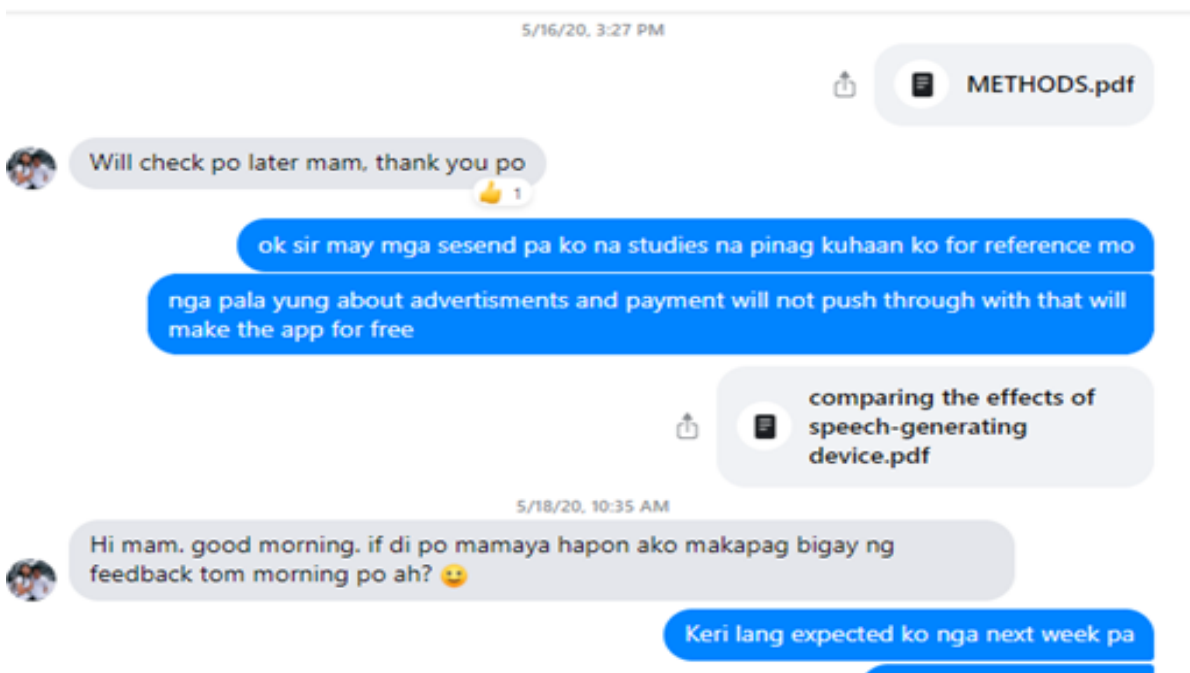 5/16/20, 3:27 PM
METHODS.pdf
Will check po later mam, thank you po
👍 1
ok sir may mga sesend pa ko na studies na pinag kuhaan ko for reference mo
nga pala yung about advertisments and payment will not push through with that will
make the app for free
comparing the effects of
speech-generating
device.pdf
5/18/20, 10:35 AM
Hi mam. good morning. if di po mamaya hapon ako makapag bigay ng
feedback tom morning po ah? 🙂
Keri lang expected ko nga next week pa